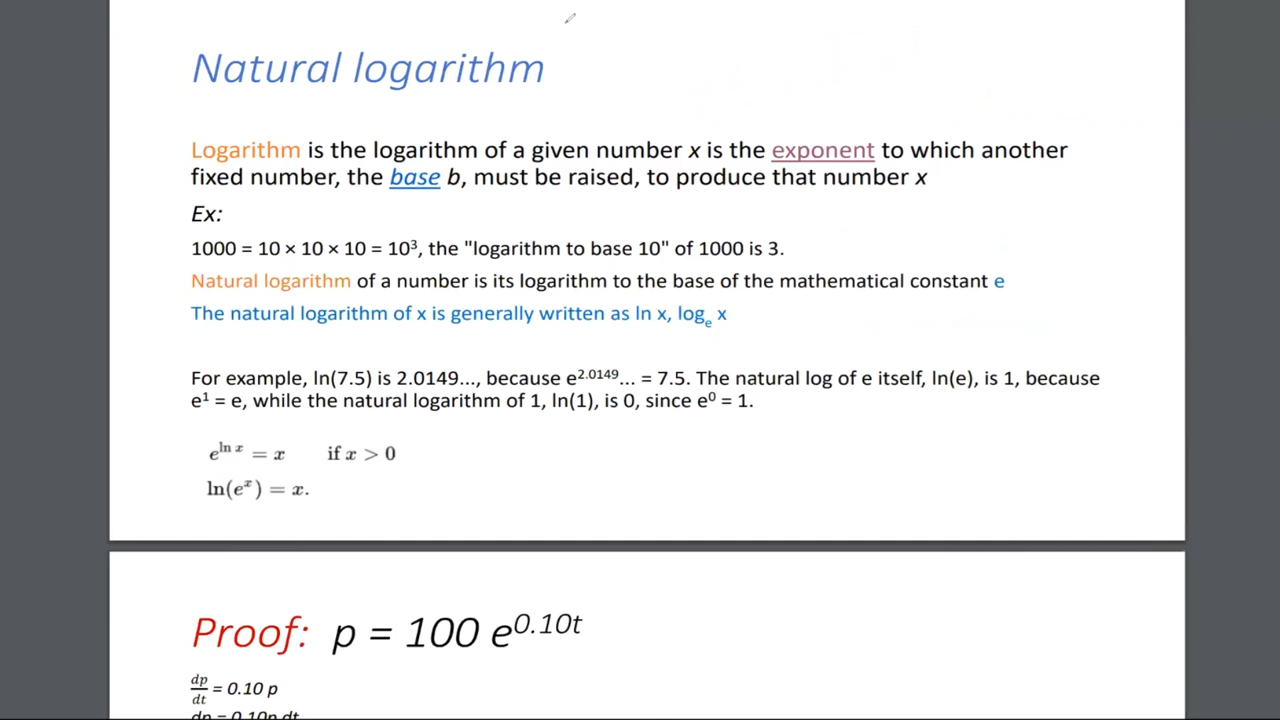 Natural logarithm
Logarithm is the logarithm of a given number x is the exponent to which another
fixed number, the base b, must be raised, to produce that number x
Ex:
1000 = 10 × 10 × 10 = 10³, the "logarithm to base 10" of 1000 is 3.
Natural logarithm of a number is its logarithm to the base of the mathematical constant e
The natural logarithm of x is generally written as ln x, logₑ x
For example, ln(7.5) is 2.0149..., because e^2.0149... = 7.5. The natural log of e itself, ln(e), is 1, because
e¹ = e, while the natural logarithm of 1, ln(1), is 0, since e⁰ = 1.
e^{ln x} = x if x > 0
ln(e^x) = x.
Proof: p = 100 e^{0.10t}
dp/dt = 0.10 p
dp = 0.10p dt